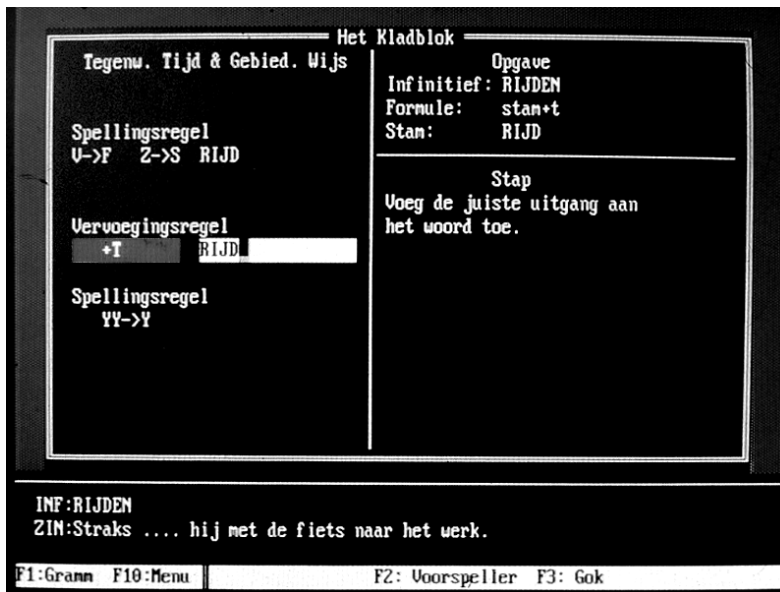 Het Kladblok
Tegenw. Tijd & Gebied. Wijs
Spellingsregel
V->F Z->S RIJD
Vervoegingsregel
+T RIJD
Spellingsregel
YY->Y
Opgave
Infinitief: RIJDEN
Formule: stam+t
Stam: RIJD
Stap
Voeg de juiste uitgang aan
het woord toe.
INF:RIJDEN
ZIN:Straks .... hij met de fiets naar het werk.
F1:Gramm F10:Menu F2: Voorspeller F3: Gok